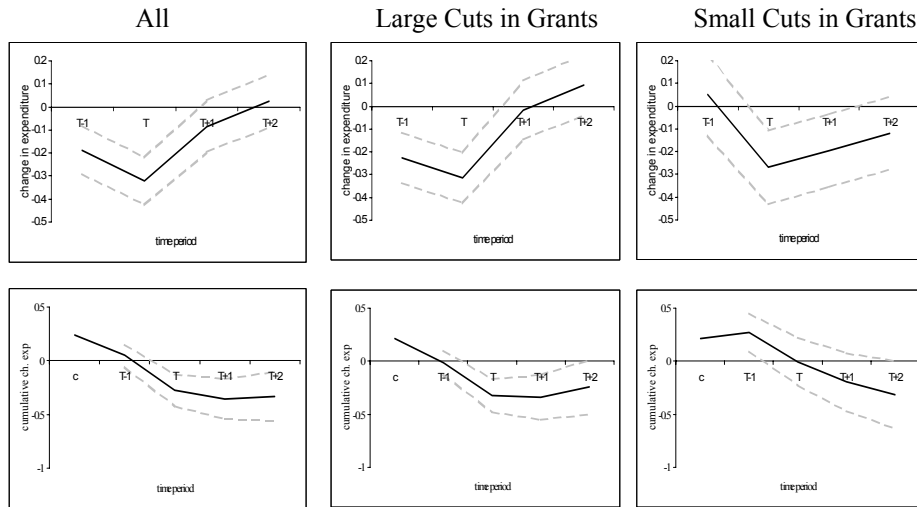 All Large Cuts in Grants Small Cuts in Grants
0.2 0.2 0.2
0.1 0.1 0.1
0 0 0
T-1 T T+1 T+2 T-1 T T+1 T+2 T-1 T T+1 T+2
-0.1 -0.1 -0.1
-0.2 -0.2 -0.2
-0.3 -0.3 -0.3
-0.4 -0.4 -0.4
-0.5 -0.5 -0.5
change in expenditure change in expenditure change in expenditure
time period time period time period
0.5 0.5 0.5
0 0 0
c T-1 T T+1 T+2 c T-1 T T+1 T+2 c T-1 T T+1 T+2
-0.5 -0.5 -0.5
-1 -1 -1
cumulative ch. exp cumulative ch. exp cumulative ch. exp
time period time period time period